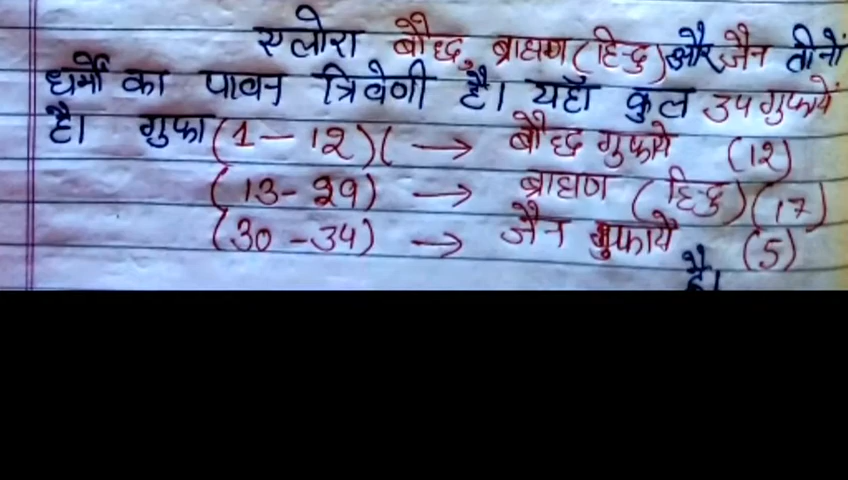 एलोरा बौद्ध, ब्राह्मण (हिन्दु) और जैन तीनों
धर्मों का पावन त्रिवेणी है। यहाँ कुल 34 गुफायें
है। गुफा (1 – 12) ( → बौद्ध गुफायें (12)
(13 - 29) → ब्राह्मण (हिन्दु) (17)
(30 - 34) → जैन गुफायें (5)
है।